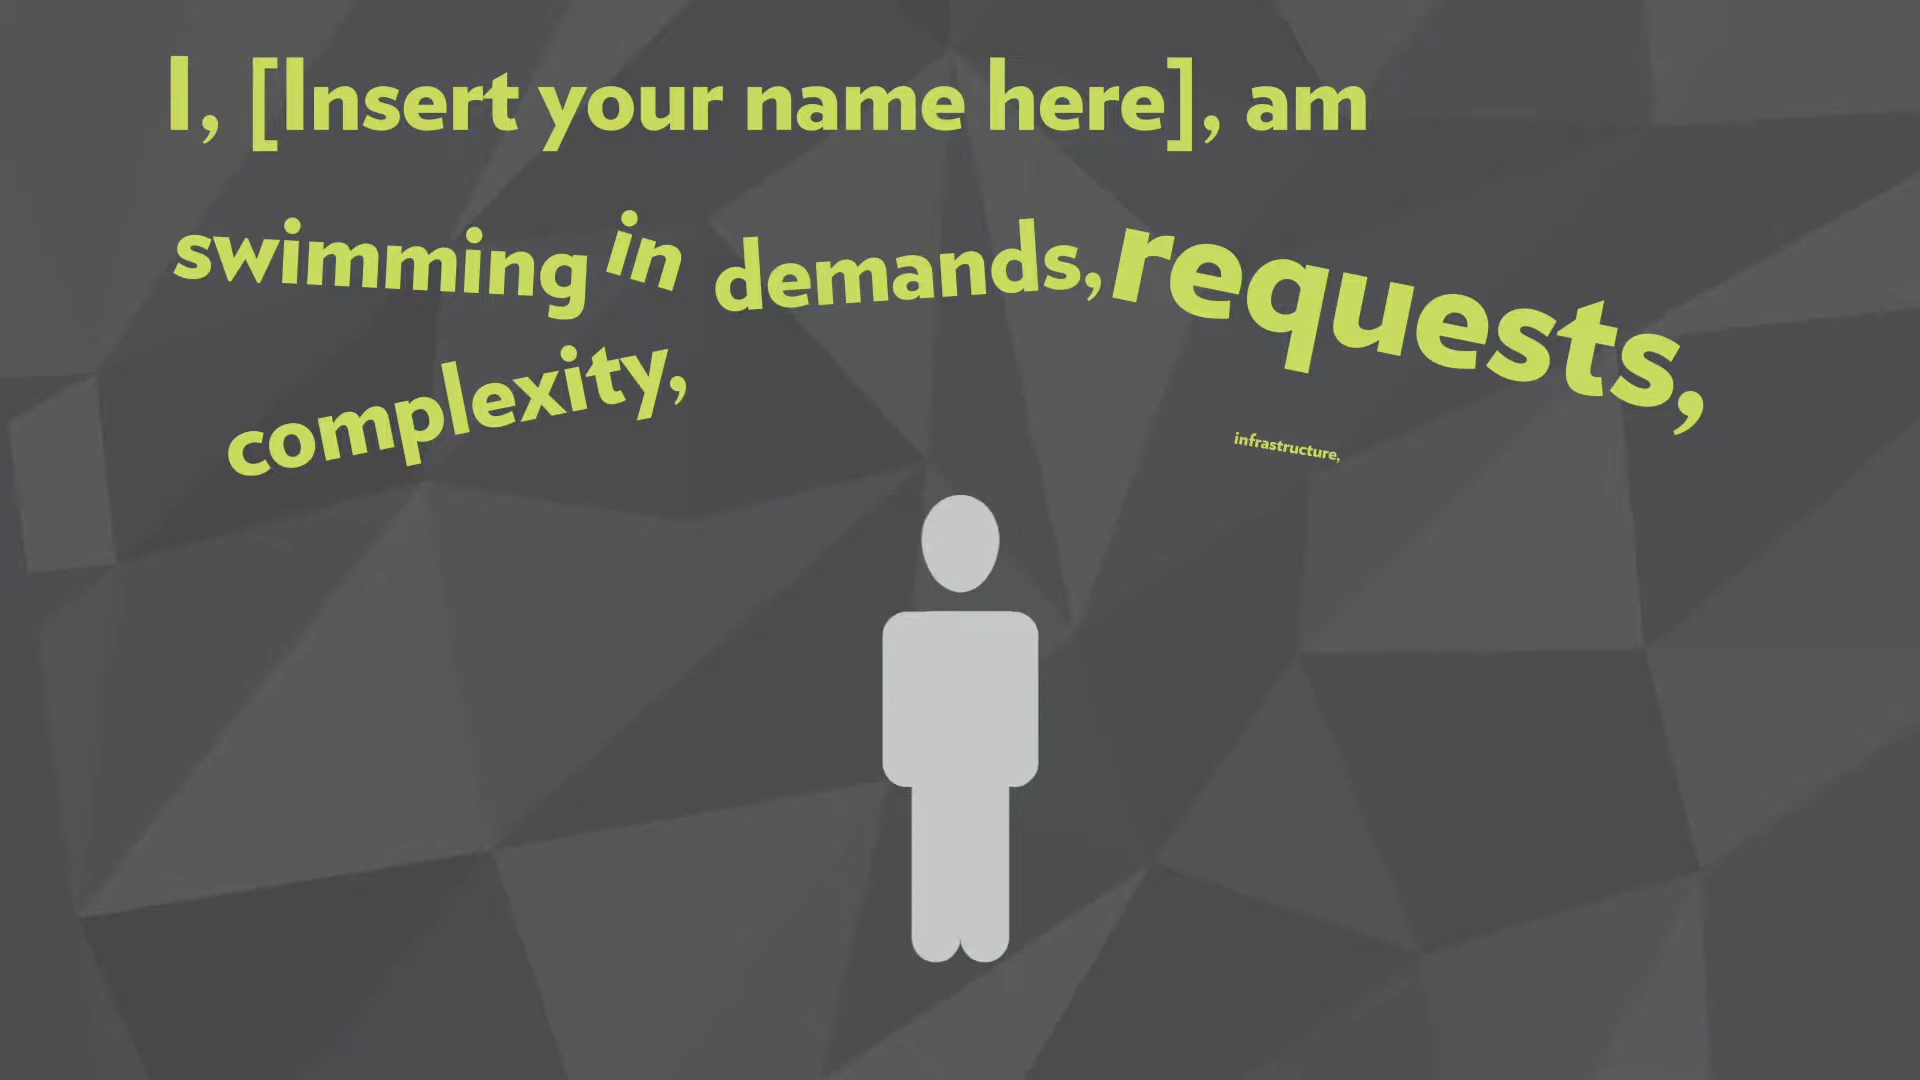 I, [Insert your name here], am
swimming in demands, requests,
complexity,
infrastructure,